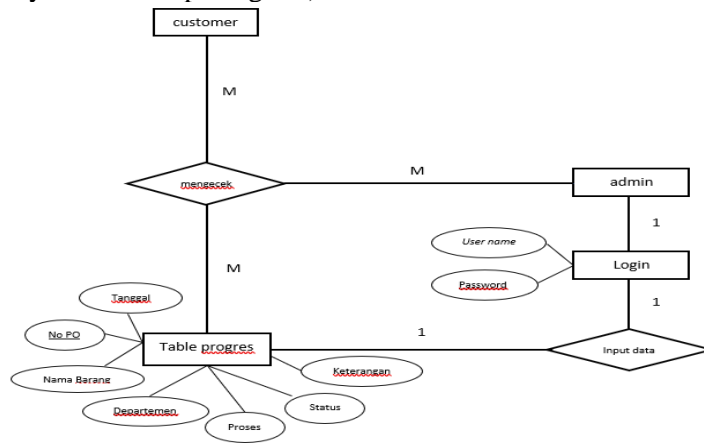 customer
M
mengecek
M
admin
1
User name
Login
M
Password
Tanggal
1
No PO
1
Table progres
Input data
Keterangan
Nama Barang
Departemen
Status
Proses